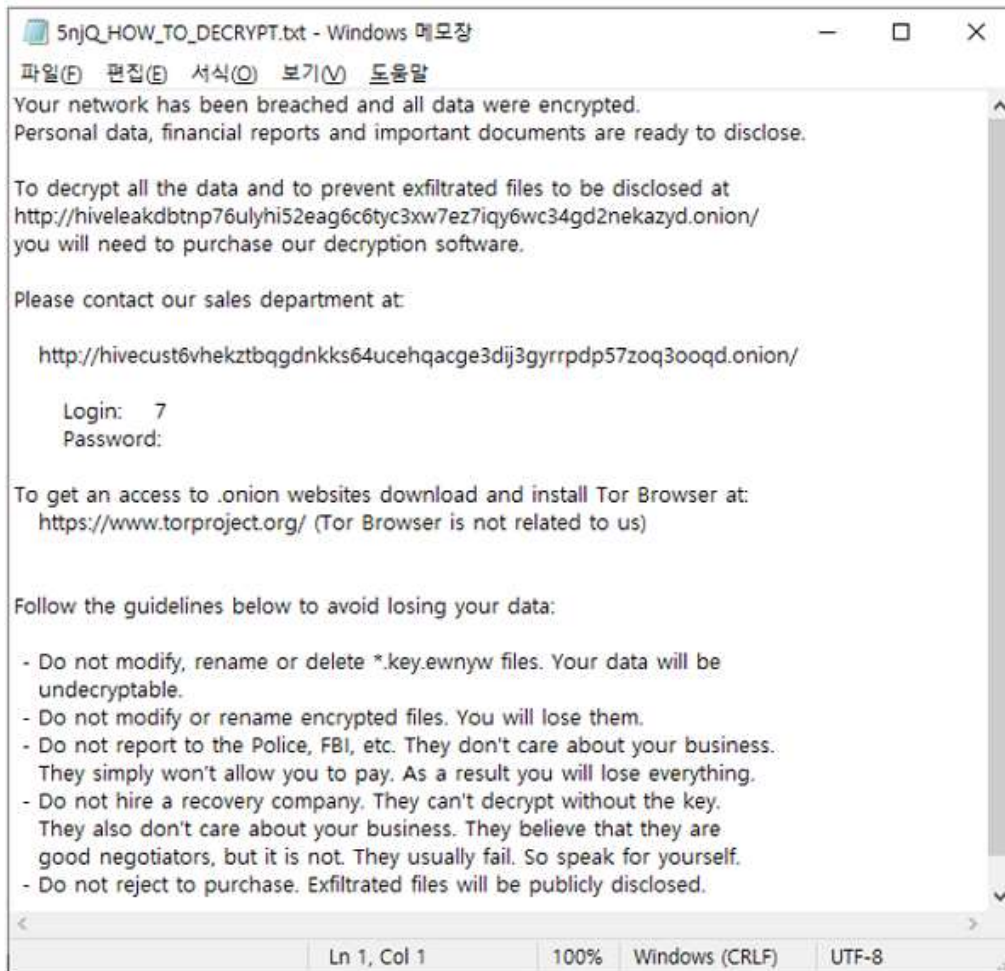 5njQ_HOW_TO_DECRYPT.txt - Windows 메모장
파일(F) 편집(E) 서식(O) 보기(V) 도움말
Your network has been breached and all data were encrypted.
Personal data, financial reports and important documents are ready to disclose.
To decrypt all the data and to prevent exfiltrated files to be disclosed at
http://hiveleakdbtnp76ulyhi52eag6c6tyc3xw7ez7iqy6wc34gd2nekazyd.onion/
you will need to purchase our decryption software.
Please contact our sales department at:
http://hivecust6vhekztbqgdnkks64ucehqacge3dij3gyrrpdp57zoq3ooqd.onion/
Login: 7
Password:
To get an access to .onion websites download and install Tor Browser at:
https://www.torproject.org/ (Tor Browser is not related to us)
Follow the guidelines below to avoid losing your data:
- Do not modify, rename or delete *.key.ewnyw files. Your data will be
undecryptable.
- Do not modify or rename encrypted files. You will lose them.
- Do not report to the Police, FBI, etc. They don't care about your business.
They simply won't allow you to pay. As a result you will lose everything.
- Do not hire a recovery company. They can't decrypt without the key.
They also don't care about your business. They believe that they are
good negotiators, but it is not. They usually fail. So speak for yourself.
- Do not reject to purchase. Exfiltrated files will be publicly disclosed.
Ln 1, Col 1 100% Windows (CRLF) UTF-8